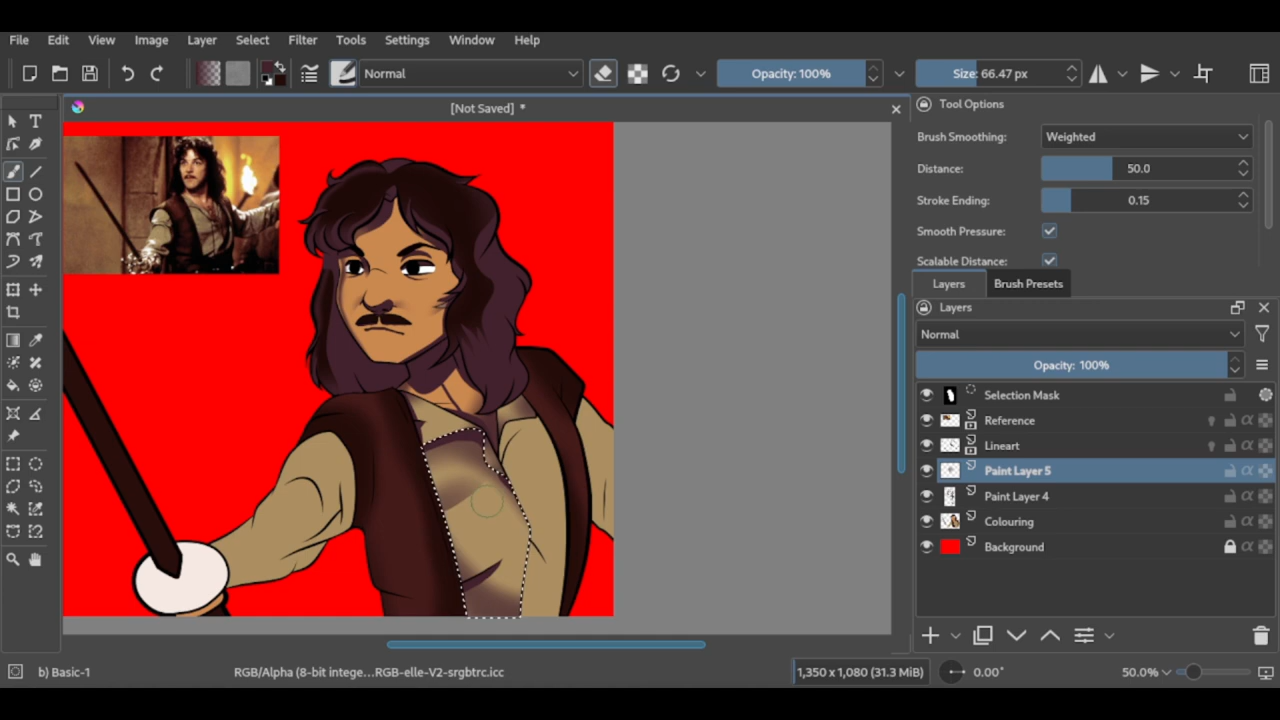 File Edit View Image Layer Select Filter Tools Settings Window Help
Normal Opacity: 100% Size: 66.47 px
[Not Saved] *
Tool Options
Brush Smoothing: Weighted
Distance: 50.0
Stroke Ending: 0.15
Smooth Pressure:
Scalable Distance:
Layers Brush Presets
Layers
Normal
Opacity: 100%
Selection Mask
Reference
Lineart
Paint Layer 5
Paint Layer 4
Colouring
Background
b) Basic-1 RGB/Alpha (8-bit intege...RGB-elle-V2-srgbtrc.icc 1,350 x 1,080 (31.3 MiB) 0.00° 50.0%